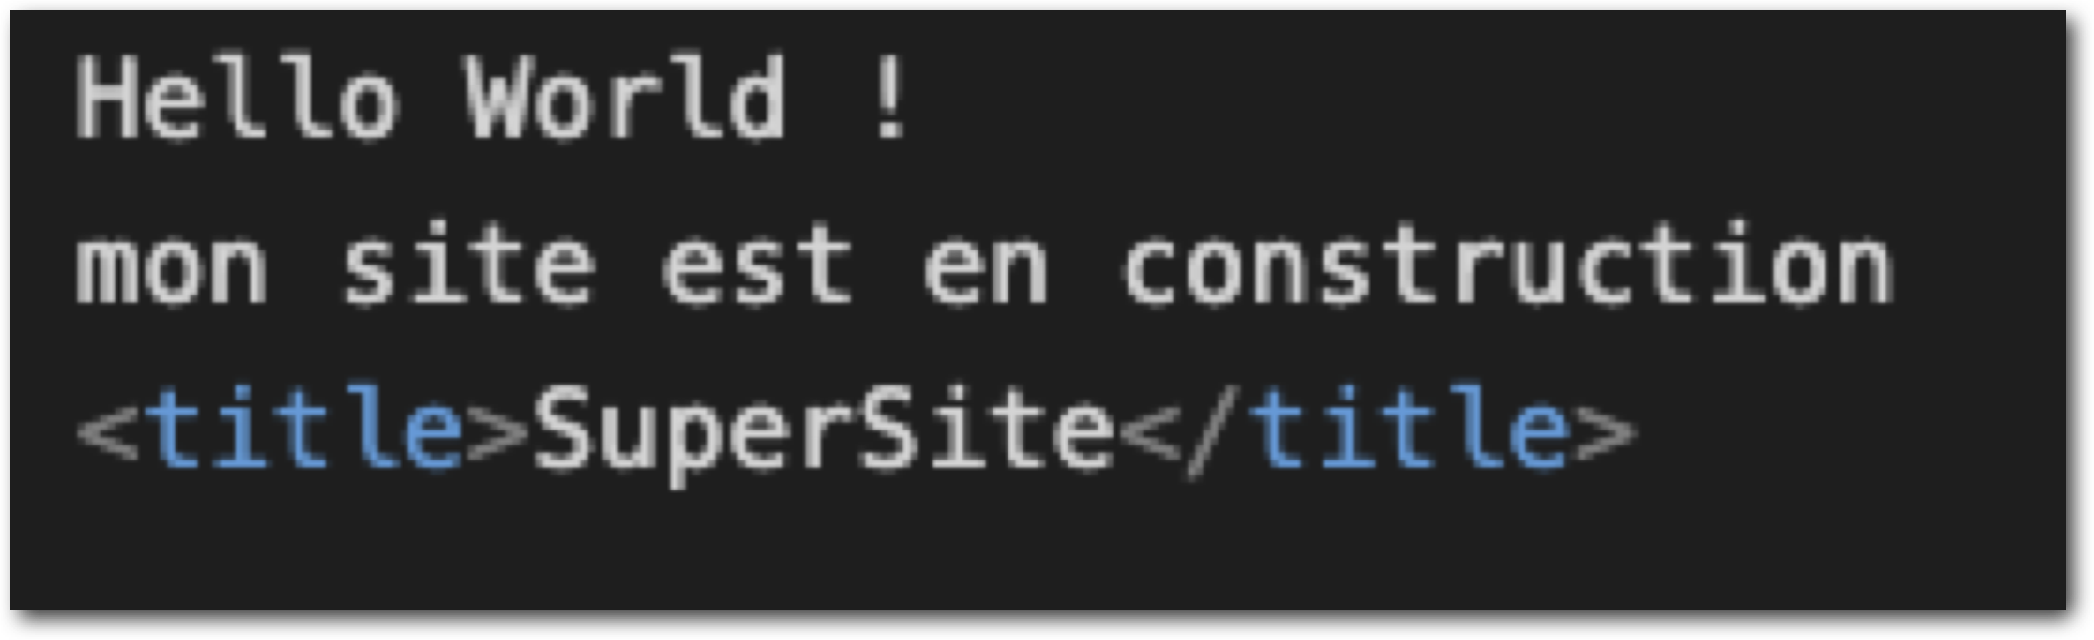 Hello World !
mon site est en construction
<title>SuperSite</title>